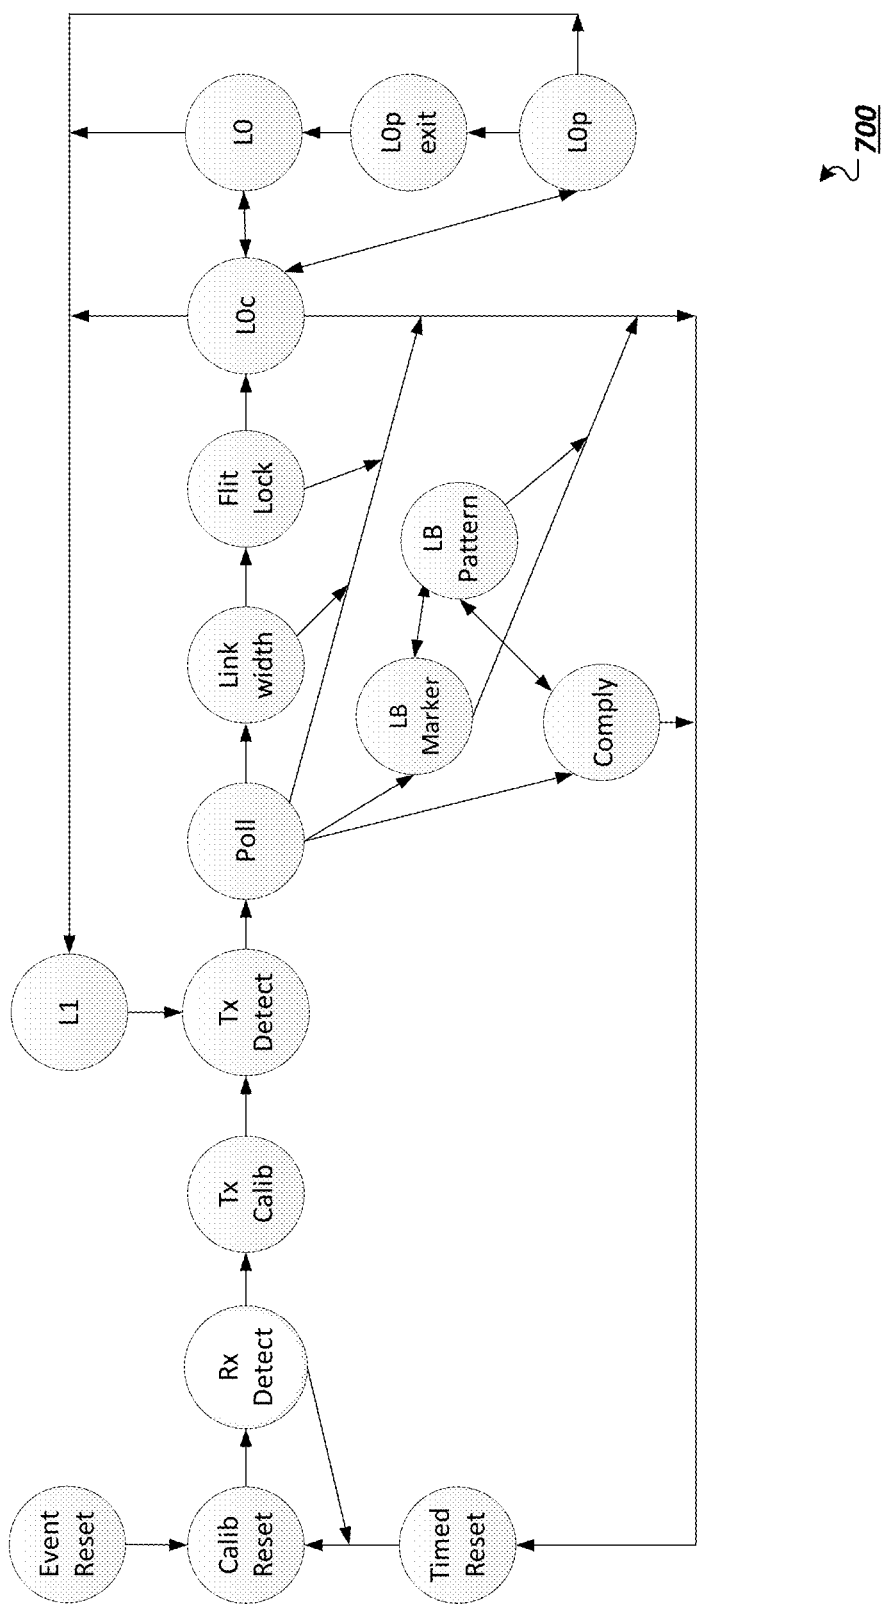 Event
Reset
Calib
Reset
Timed
Reset
Rx
Detect
Tx
Calib
L1
Tx
Detect
Poll
Link
width
LB
Marker
Comply
Flit
Lock
LB
Pattern
L0c
L0
L0p
exit
L0p
700